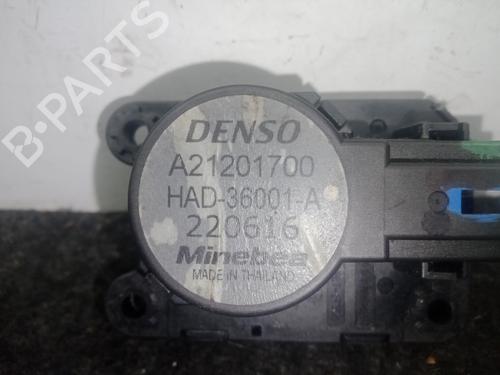 DENSO
A21201700
HAD-36001-A
220616
Minebea
MADE IN THAILAND
B-PARTS